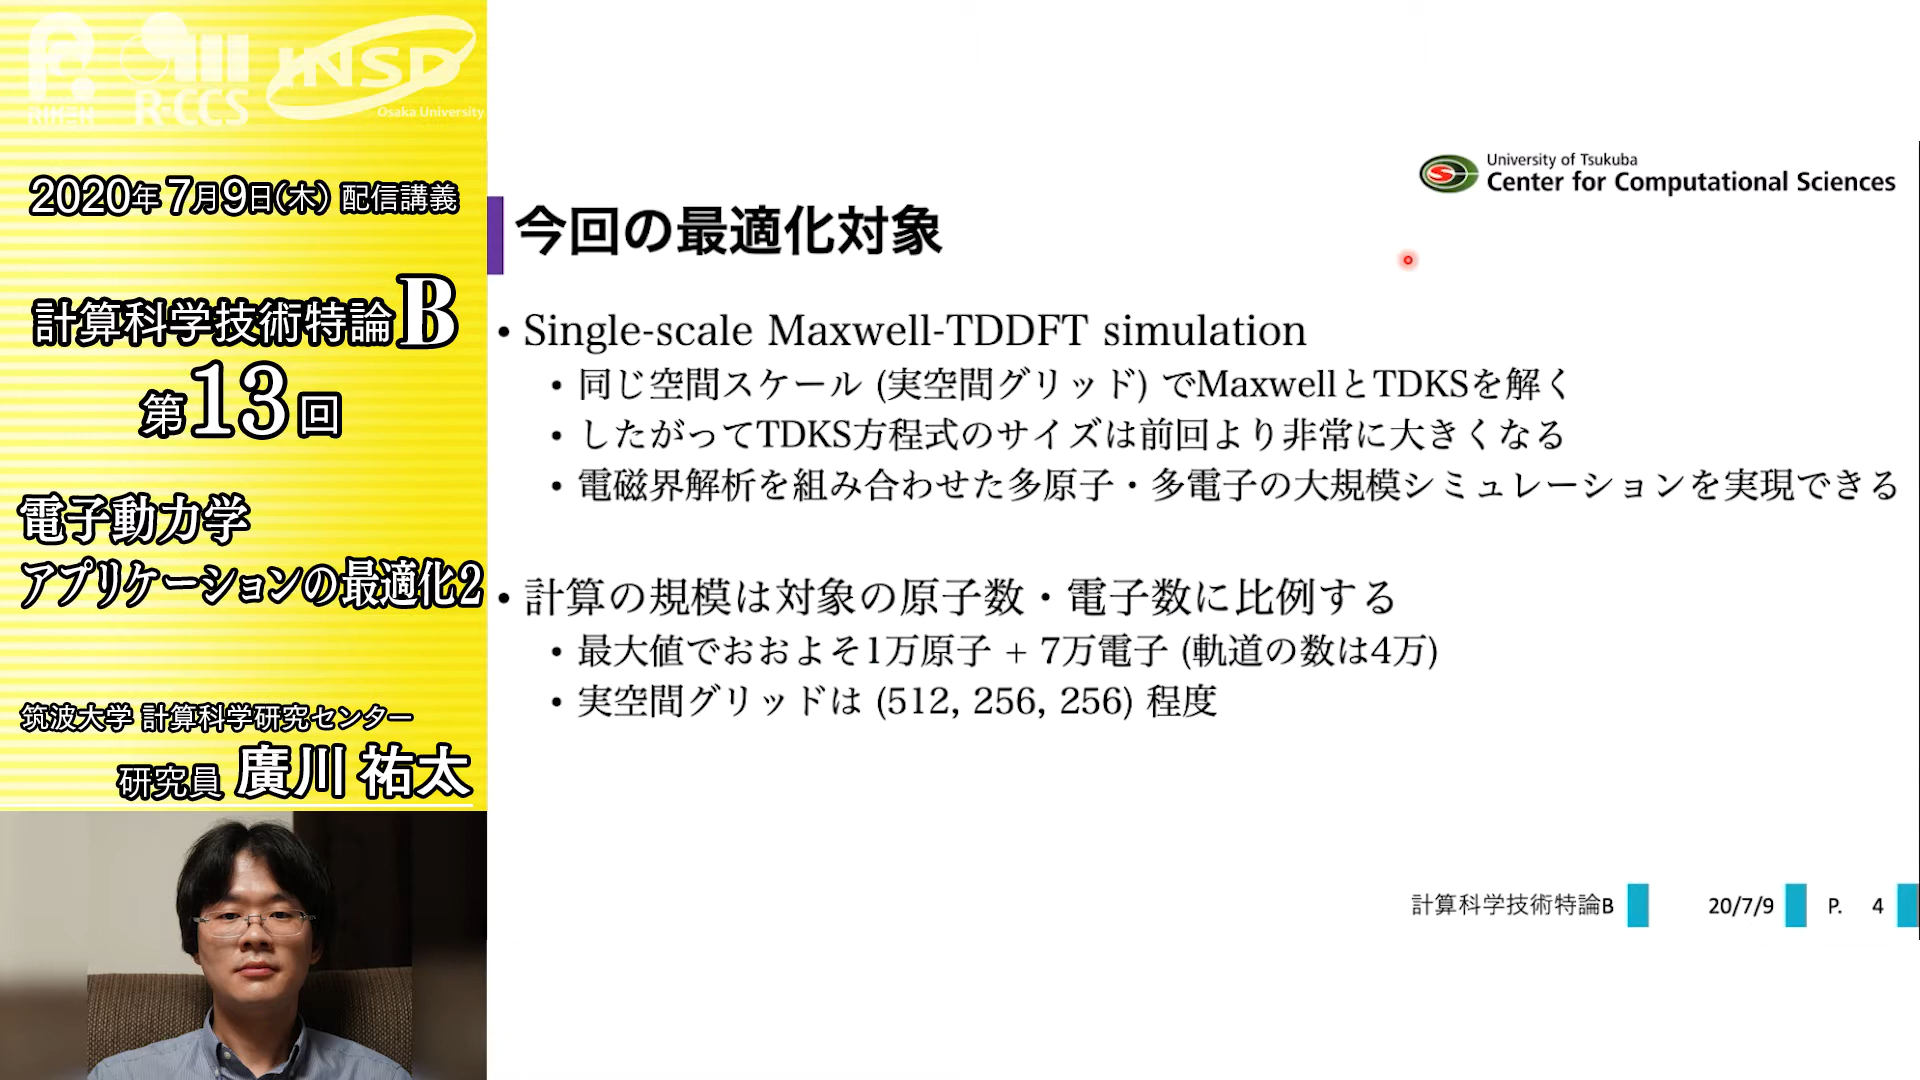 RIKEN
R-CCS
INSD
Osaka University
2020年7月9日(木) 配信講義
計算科学技術特論B
第13回
電子動力学
アプリケーションの最適化2
筑波大学 計算科学研究センター
研究員 廣川 祐太
University of Tsukuba
Center for Computational Sciences
今回の最適化対象
• Single-scale Maxwell-TDDFT simulation
• 同じ空間スケール (実空間グリッド) でMaxwellとTDKSを解く
• したがってTDKS方程式のサイズは前回より非常に大きくなる
• 電磁界解析を組み合わせた多原子・多電子の大規模シミュレーションを実現できる
• 計算の規模は対象の原子数・電子数に比例する
• 最大値でおおよそ1万原子 + 7万電子 (軌道の数は4万)
• 実空間グリッドは (512, 256, 256) 程度
計算科学技術特論B 20/7/9 P. 4